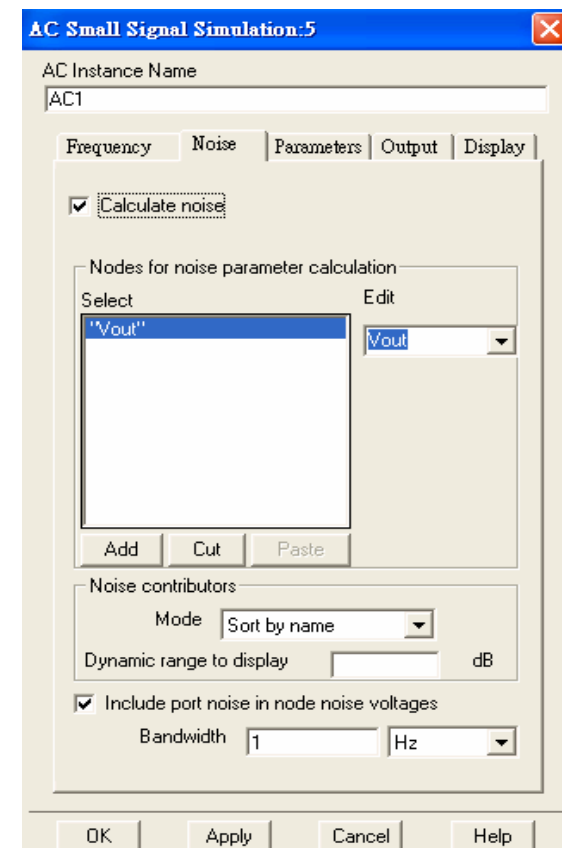 AC Small Signal Simulation:5
AC Instance Name
AC1
Frequency Noise Parameters Output Display
Calculate noise
Nodes for noise parameter calculation
Select Edit
"Vout" Vout
Add Cut Paste
Noise contributors
Mode Sort by name
Dynamic range to display dB
Include port noise in node noise voltages
Bandwidth 1 Hz
OK Apply Cancel Help